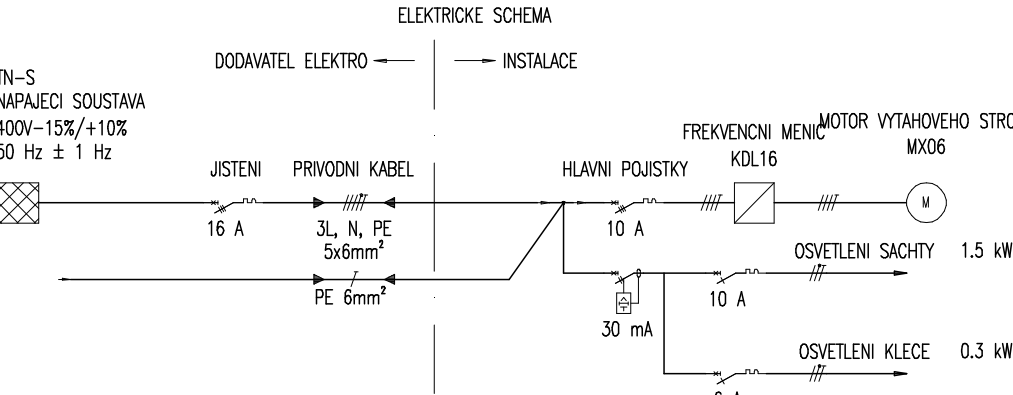 ELEKTRICKE SCHEMA
DODAVATEL ELEKTRO
INSTALACE
TN-S
NAPAJECI SOUSTAVA
400V-15%/+10%
50 Hz ± 1 Hz
JISTENI
PRIVODNI KABEL
HLAVNI POJISTKY
FREKVENCNI MENIC
KDL16
MOTOR VYTAHOVEHO STRO
MX06
M
16 A
3L, N, PE
5x6mm²
10 A
PE 6mm²
OSVETLENI SACHTY 1.5 kW
10 A
30 mA
OSVETLENI KLECE 0.3 kW